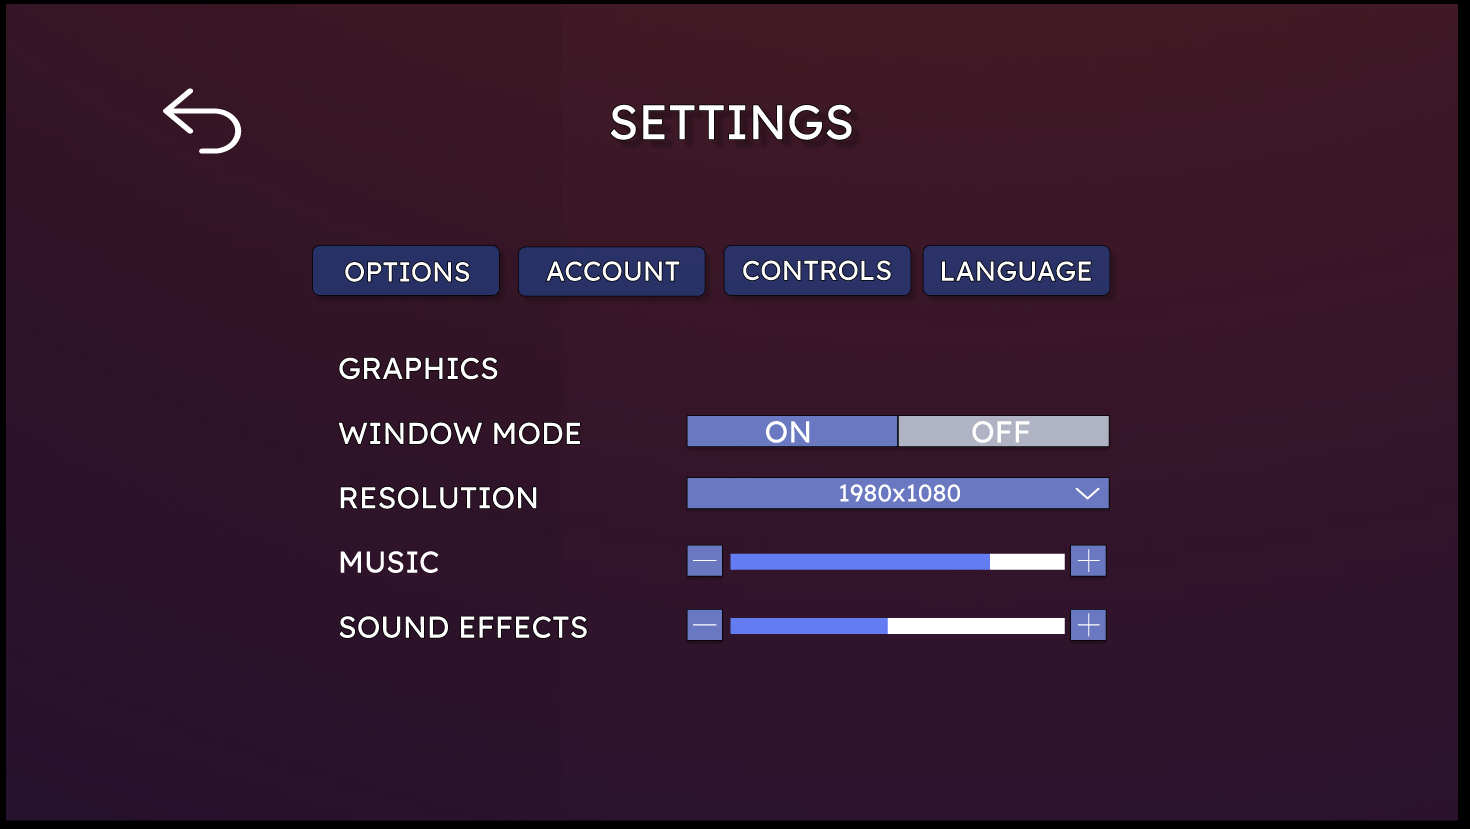 SETTINGS
OPTIONS ACCOUNT CONTROLS LANGUAGE
GRAPHICS
WINDOW MODE ON OFF
RESOLUTION 1980x1080
MUSIC
SOUND EFFECTS